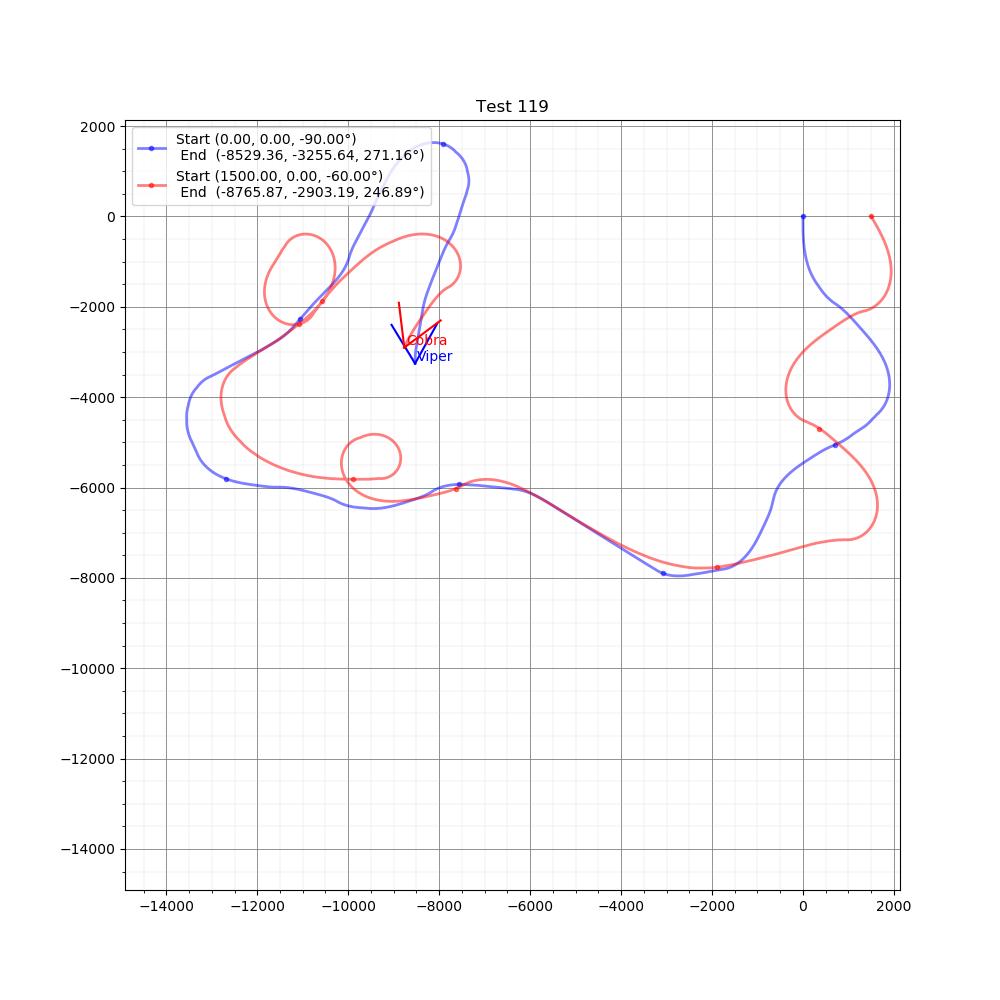 Test 119
Start (0.00, 0.00, -90.00°)
End (-8529.36, -3255.64, 271.16°)
Start (1500.00, 0.00, -60.00°)
End (-8765.87, -2903.19, 246.89°)
Cobra
Viper
2000
0
−2000
−4000
−6000
−8000
−10000
−12000
−14000
−14000 −12000 −10000 −8000 −6000 −4000 −2000 0 2000